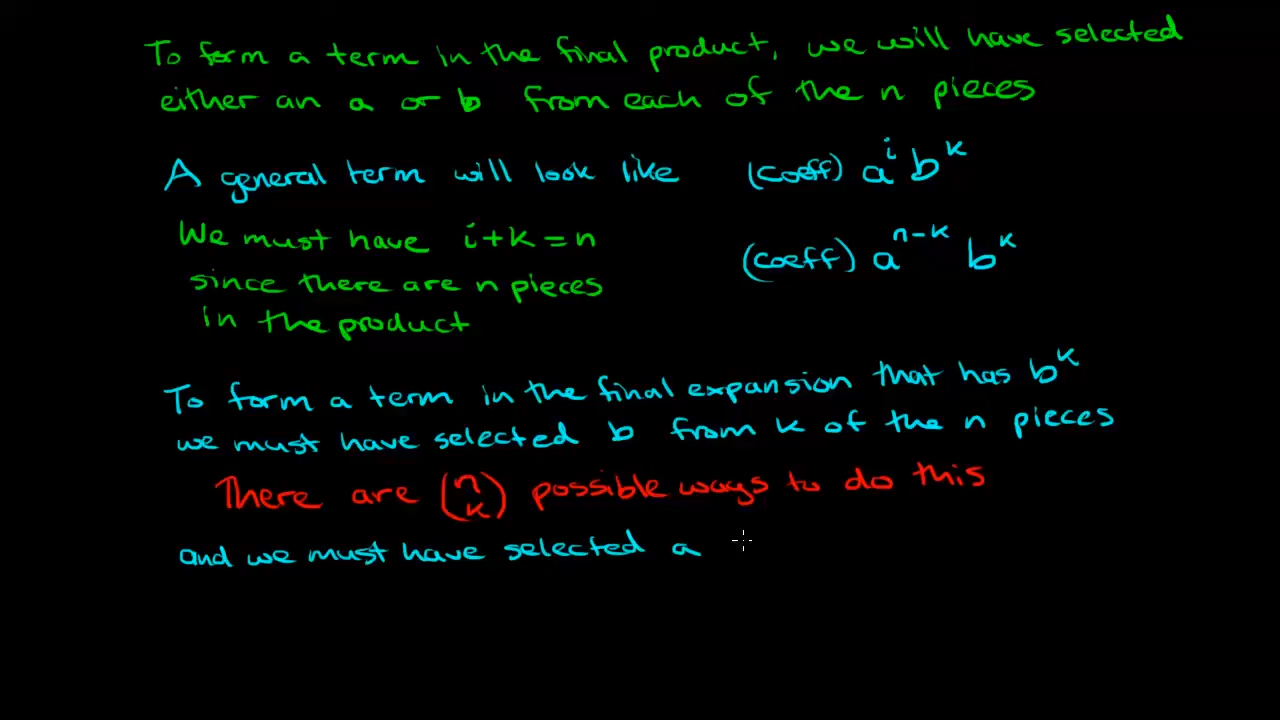 To form a term in the final product, we will have selected
either an a or b from each of the n pieces
A general term will look like (coeff) a^i b^k
We must have i+k=n
(coeff) a^{n-k} b^k
since there are n pieces
in the product
To form a term in the final expansion that has b^k
we must have selected b from k of the n pieces
There are (n k) possible ways to do this
and we must have selected a